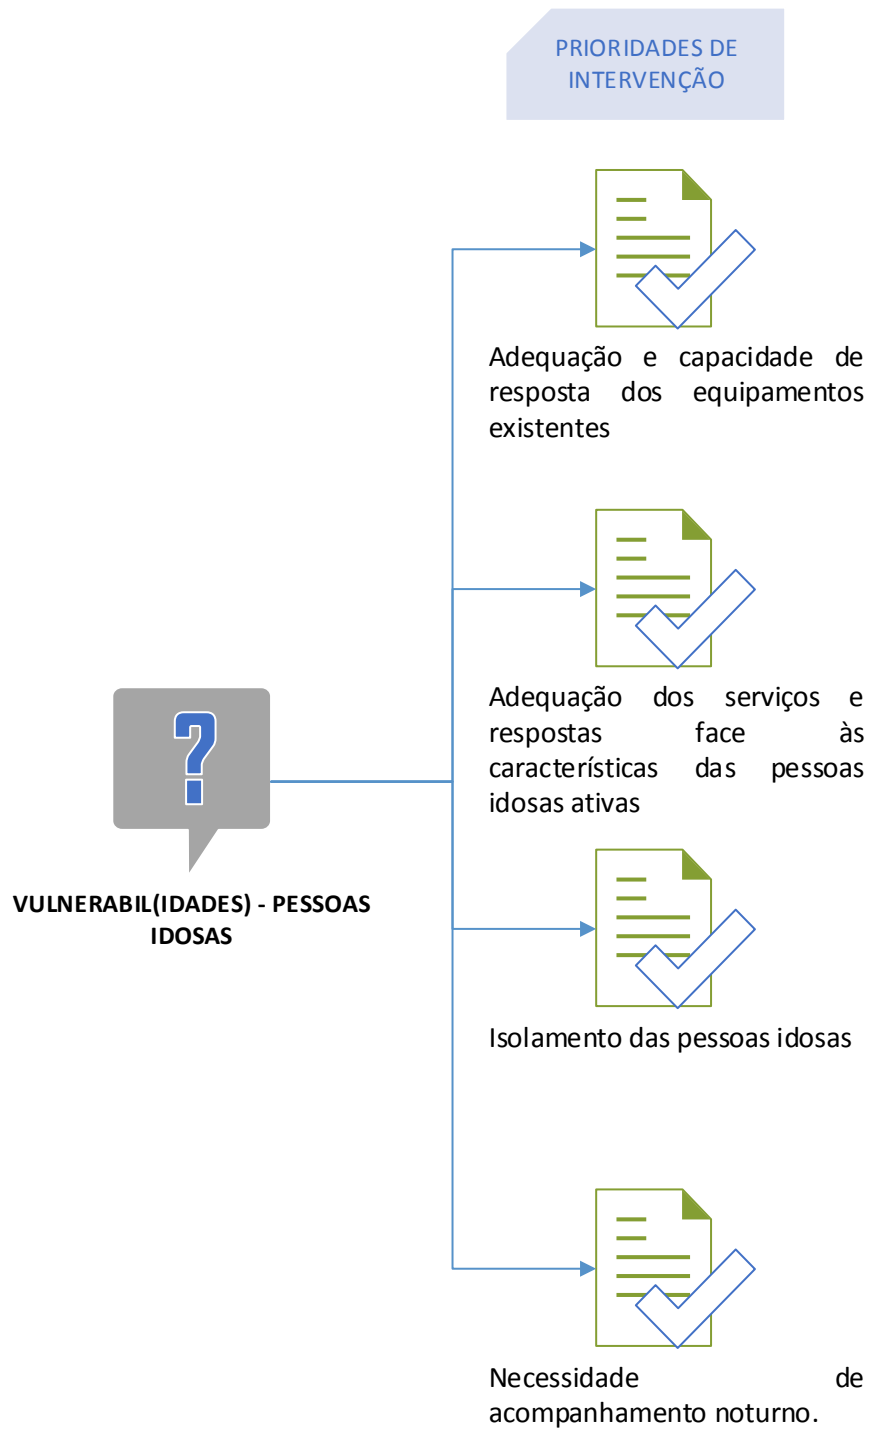 PRIORIDADES DE
INTERVENÇÃO
Adequação e capacidade de
resposta dos equipamentos
existentes
Adequação dos serviços e
respostas face às
características das pessoas
idosas ativas
?
VULNERABIL(IDADES) - PESSOAS
IDOSAS
Isolamento das pessoas idosas
Necessidade de
acompanhamento noturno.